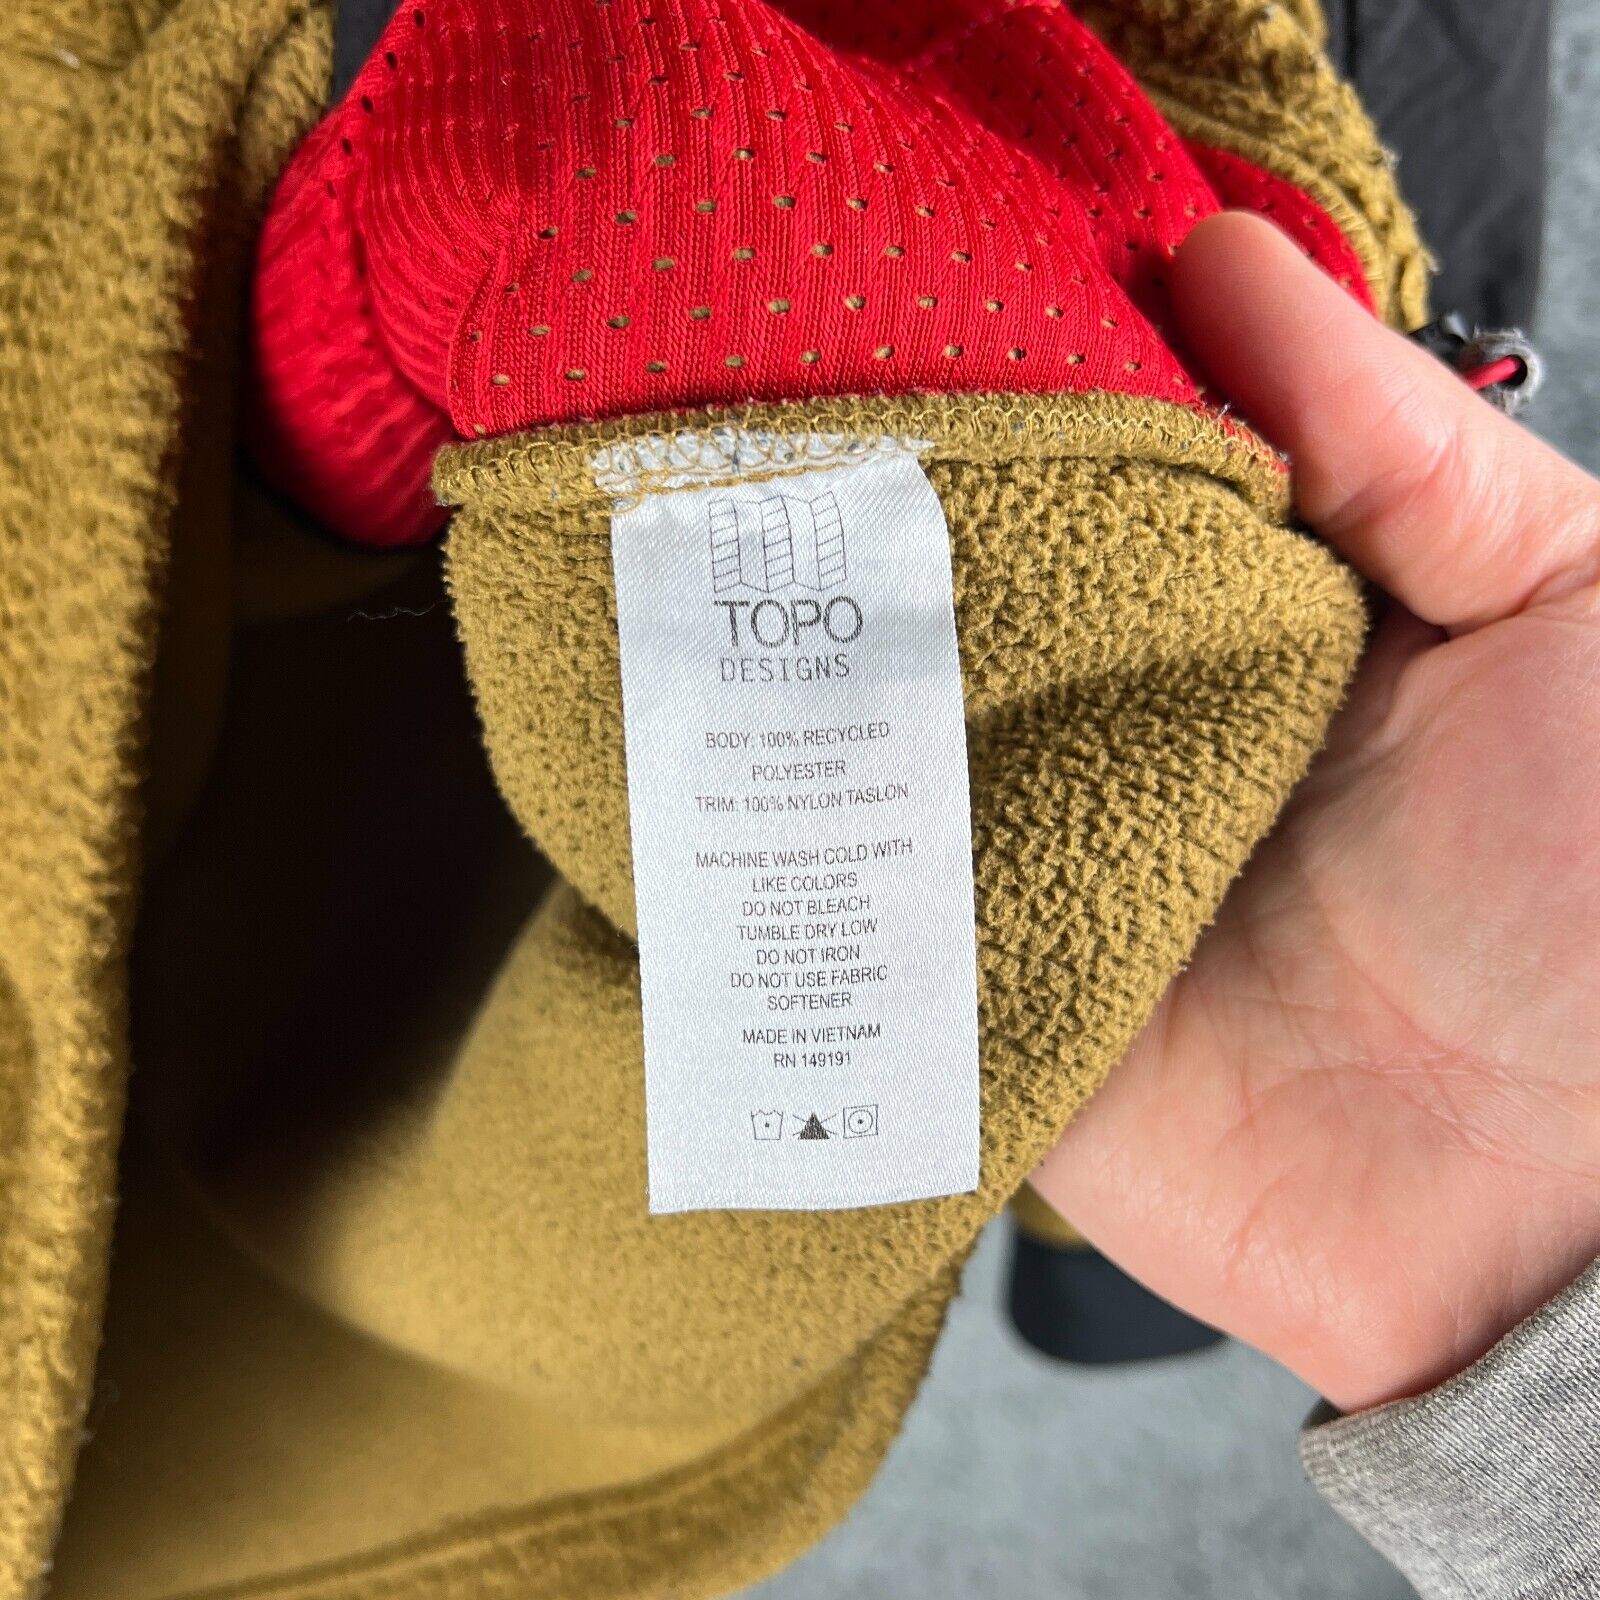 TOPO
DESIGNS
BODY: 100% RECYCLED
POLYESTER
TRIM: 100% NYLON TASLON
MACHINE WASH COLD WITH
LIKE COLORS
DO NOT BLEACH
TUMBLE DRY LOW
DO NOT IRON
DO NOT USE FABRIC
SOFTENER
MADE IN VIETNAM
RN 149191